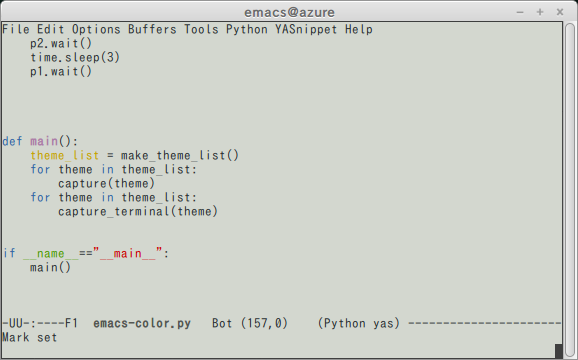 emacs@azure
File Edit Options Buffers Tools Python YASnippet Help
    p2.wait()
    time.sleep(3)
    p1.wait()
def main():
    theme_list = make_theme_list()
    for theme in theme_list:
        capture(theme)
    for theme in theme_list:
        capture_terminal(theme)
if __name__=="__main__":
    main()
-UU-:----F1  emacs-color.py   Bot (157,0)    (Python yas) ----------------------
Mark set